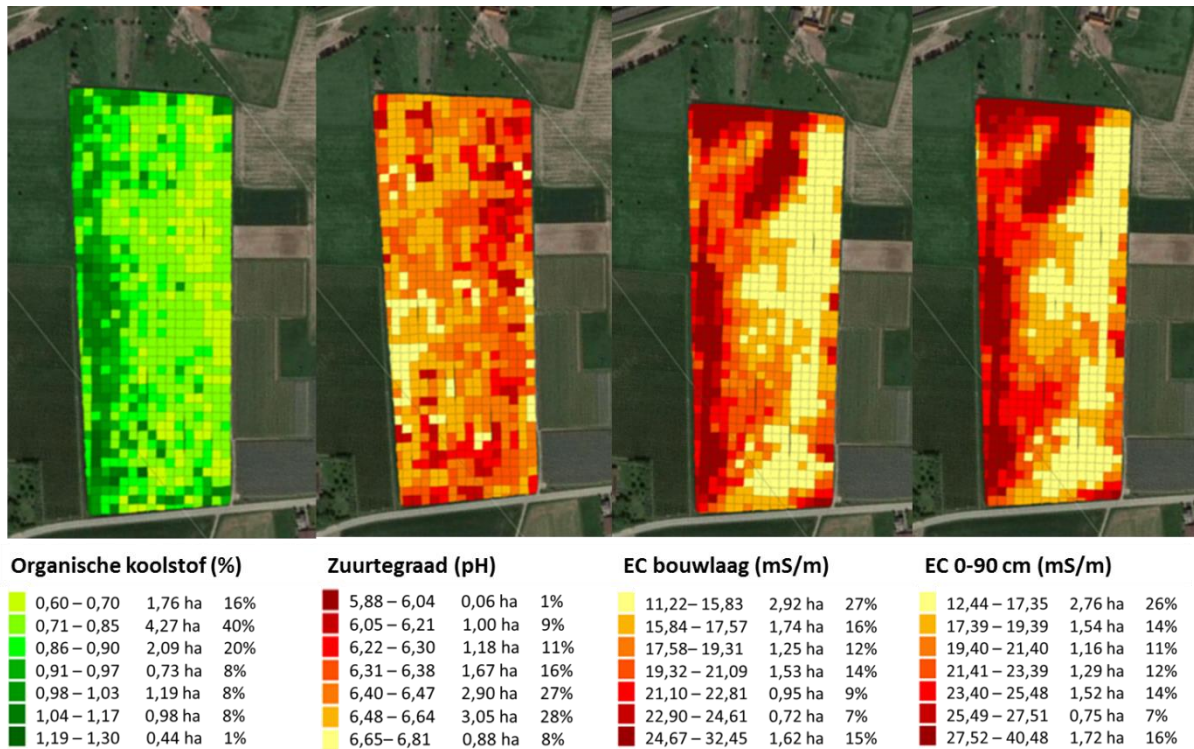 Organische koolstof (%)
0,60 – 0,70 1,76 ha 16%
0,71 – 0,85 4,27 ha 40%
0,86 – 0,90 2,09 ha 20%
0,91 – 0,97 0,73 ha 8%
0,98 – 1,03 1,19 ha 8%
1,04 – 1,17 0,98 ha 8%
1,19 – 1,30 0,44 ha 1%
Zuurtegraad (pH)
5,88 – 6,04 0,06 ha 1%
6,05 – 6,21 1,00 ha 9%
6,22 – 6,30 1,18 ha 11%
6,31 – 6,38 1,67 ha 16%
6,40 – 6,47 2,90 ha 27%
6,48 – 6,64 3,05 ha 28%
6,65– 6,81 0,88 ha 8%
EC bouwlaag (mS/m)
11,22– 15,83 2,92 ha 27%
15,84 – 17,57 1,74 ha 16%
17,58– 19,31 1,25 ha 12%
19,32 – 21,09 1,53 ha 14%
21,10 – 22,81 0,95 ha 9%
22,90 – 24,61 0,72 ha 7%
24,67 – 32,45 1,62 ha 15%
EC 0-90 cm (mS/m)
12,44 – 17,35 2,76 ha 26%
17,39 – 19,39 1,54 ha 14%
19,40 – 21,40 1,16 ha 11%
21,41 – 23,39 1,29 ha 12%
23,40 – 25,48 1,52 ha 14%
25,49 – 27,51 0,75 ha 7%
27,52 – 40,48 1,72 ha 16%